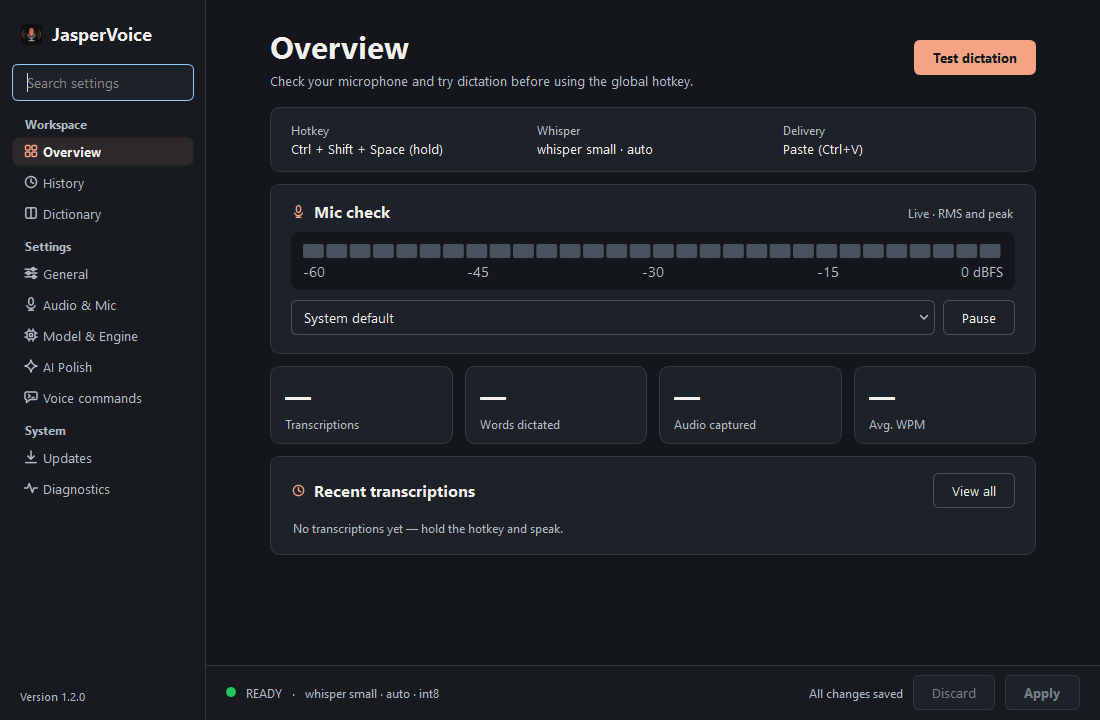 JasperVoice
Search settings
Workspace
Overview
History
Dictionary
Settings
General
Audio & Mic
Model & Engine
AI Polish
Voice commands
System
Updates
Diagnostics
Version 1.2.0
Overview
Check your microphone and try dictation before using the global hotkey.
Test dictation
Hotkey
Ctrl + Shift + Space (hold)
Whisper
whisper small · auto
Delivery
Paste (Ctrl+V)
Mic check
Live · RMS and peak
-60 -45 -30 -15 0 dBFS
System default
Pause
—
Transcriptions
—
Words dictated
—
Audio captured
—
Avg. WPM
Recent transcriptions
View all
No transcriptions yet — hold the hotkey and speak.
READY · whisper small · auto · int8
All changes saved
Discard
Apply